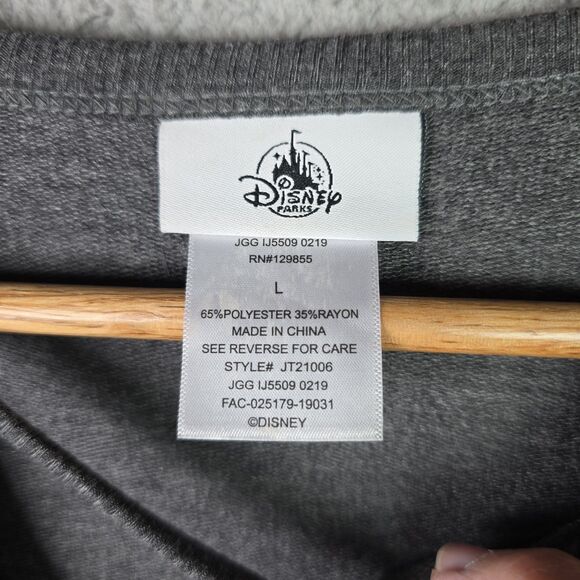 Disney
PARKS
JGG IJ5509 0219
RN#129855
L
65%POLYESTER 35%RAYON
MADE IN CHINA
SEE REVERSE FOR CARE
STYLE# JT21006
JGG IJ5509 0219
FAC-025179-19031
©DISNEY